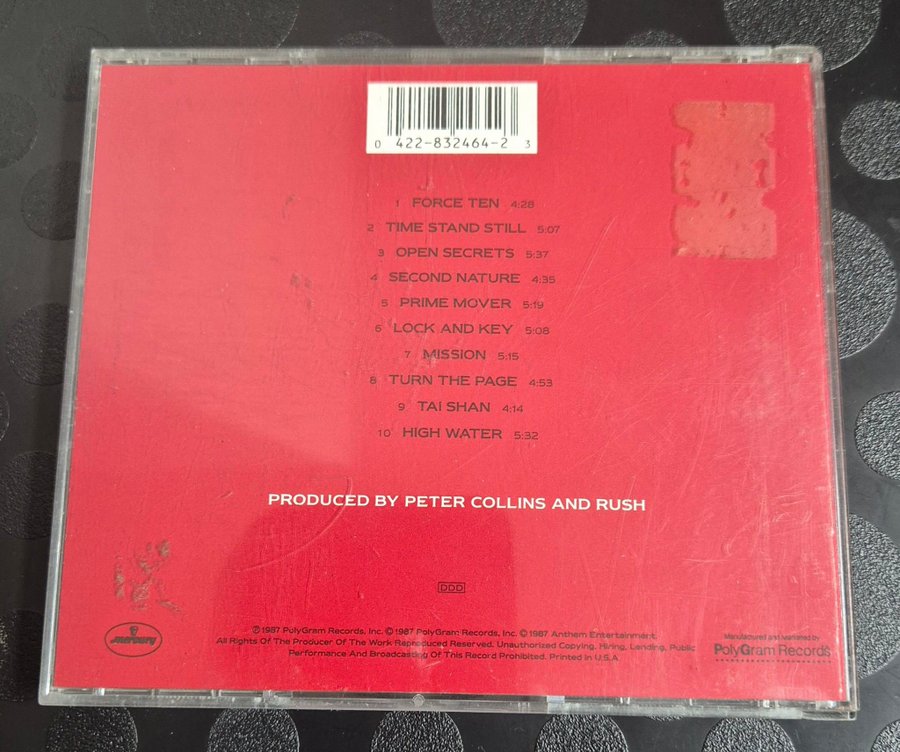 0 422-832464-2 3
1 FORCE TEN 4:28
2 TIME STAND STILL 5:07
3 OPEN SECRETS 5:37
4 SECOND NATURE 4:35
5 PRIME MOVER 5:19
6 LOCK AND KEY 5:08
7 MISSION 5:15
8 TURN THE PAGE 4:53
9 TAI SHAN 4:14
10 HIGH WATER 5:32
PRODUCED BY PETER COLLINS AND RUSH
DDD
mercury
℗ 1987 PolyGram Records, Inc. © 1987 PolyGram Records, Inc. © 1987 Anthem Entertainment.
All Rights Of The Producer Of The Work Reproduced Reserved. Unauthorized Copying, Hiring, Lending, Public
Performance And Broadcasting Of This Record Prohibited. Printed in U.S.A
Manufactured and Marketed by
PolyGram Records